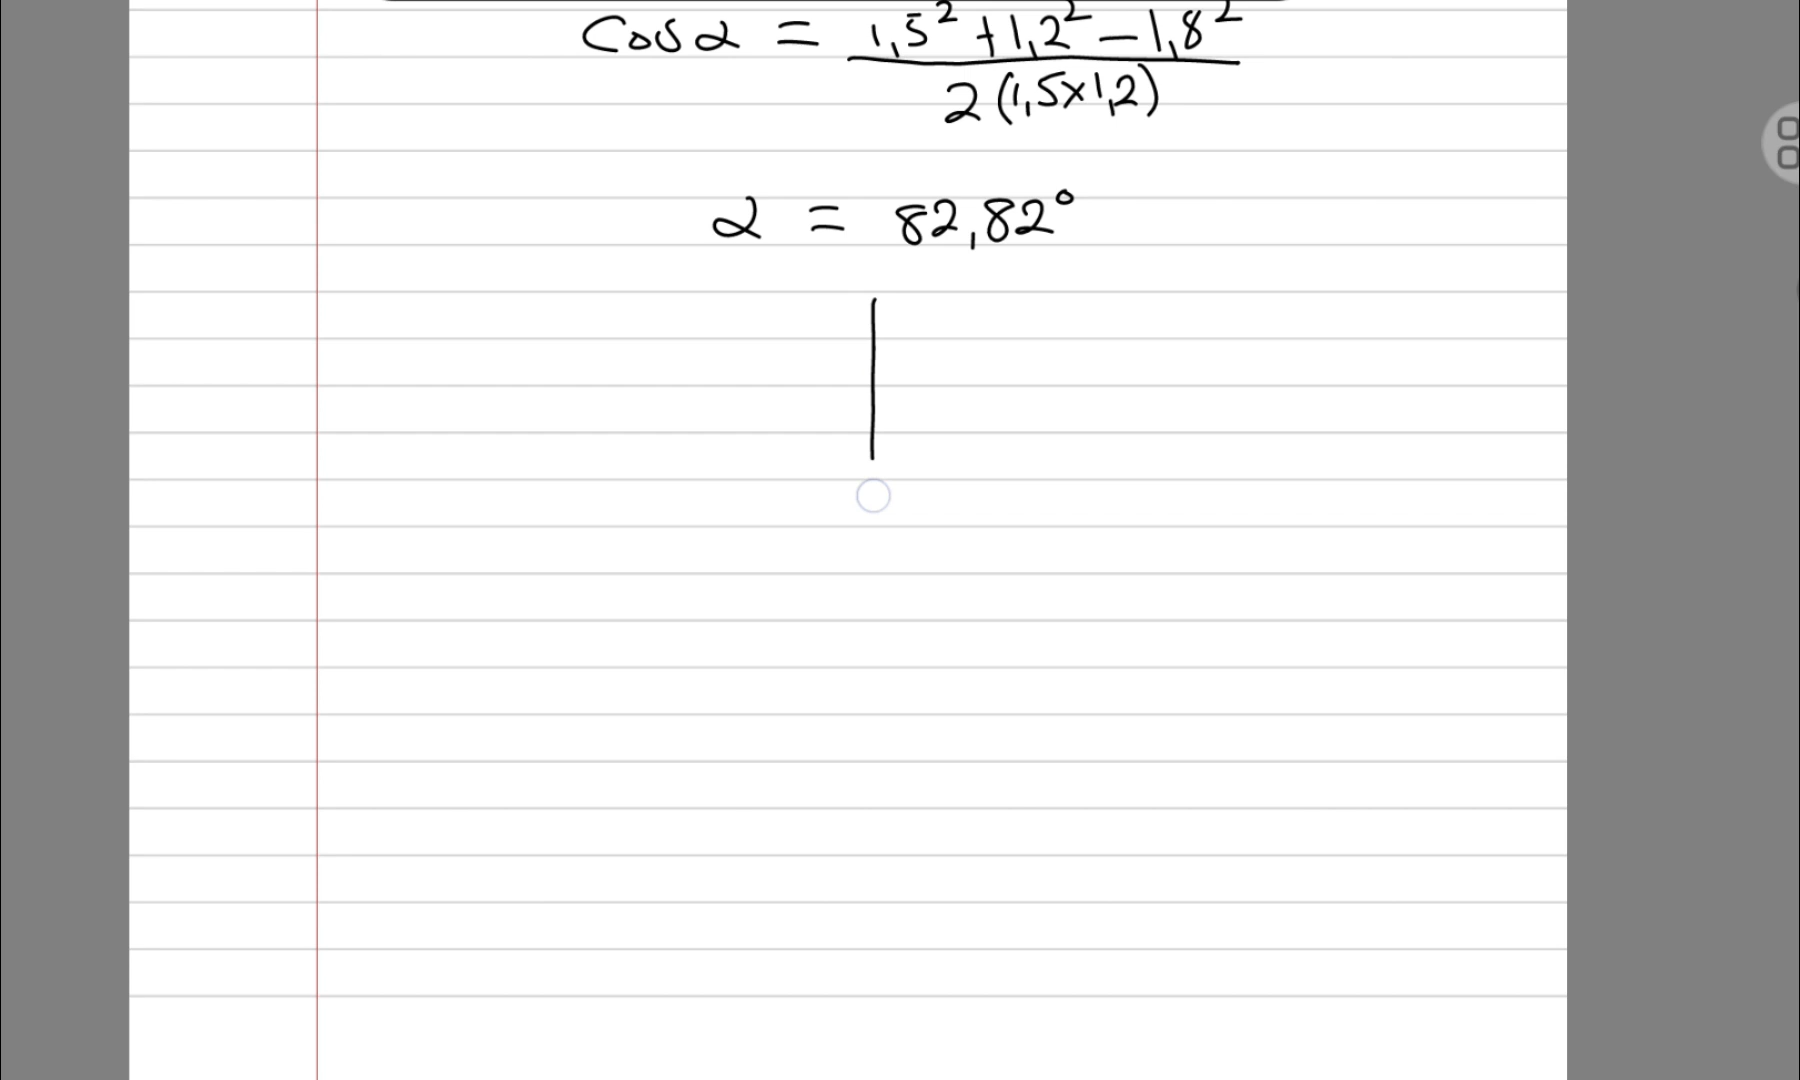 Cos α = 1,5² + 1,2² – 1,8²
2 (1,5 x 1,2)
α = 82,82°